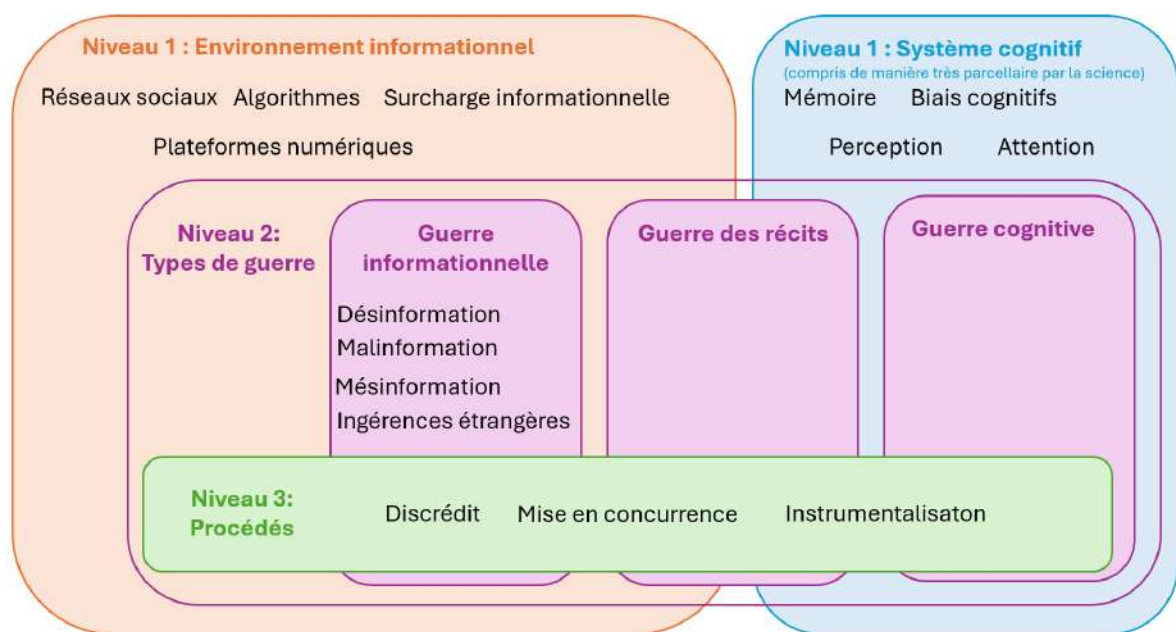 Niveau 1 : Environnement informationnel
Réseaux sociaux Algorithmes Surcharge informationnelle
Plateformes numériques
Niveau 1 : Système cognitif
(compris de manière très parcellaire par la science)
Mémoire Biais cognitifs
Perception Attention
Niveau 2:
Types de guerre
Guerre
informationnelle
Désinformation
Malinformation
Mésinformation
Ingérences étrangères
Guerre des récits
Guerre cognitive
Niveau 3:
Procédés
Discrédit Mise en concurrence Instrumentalisaton